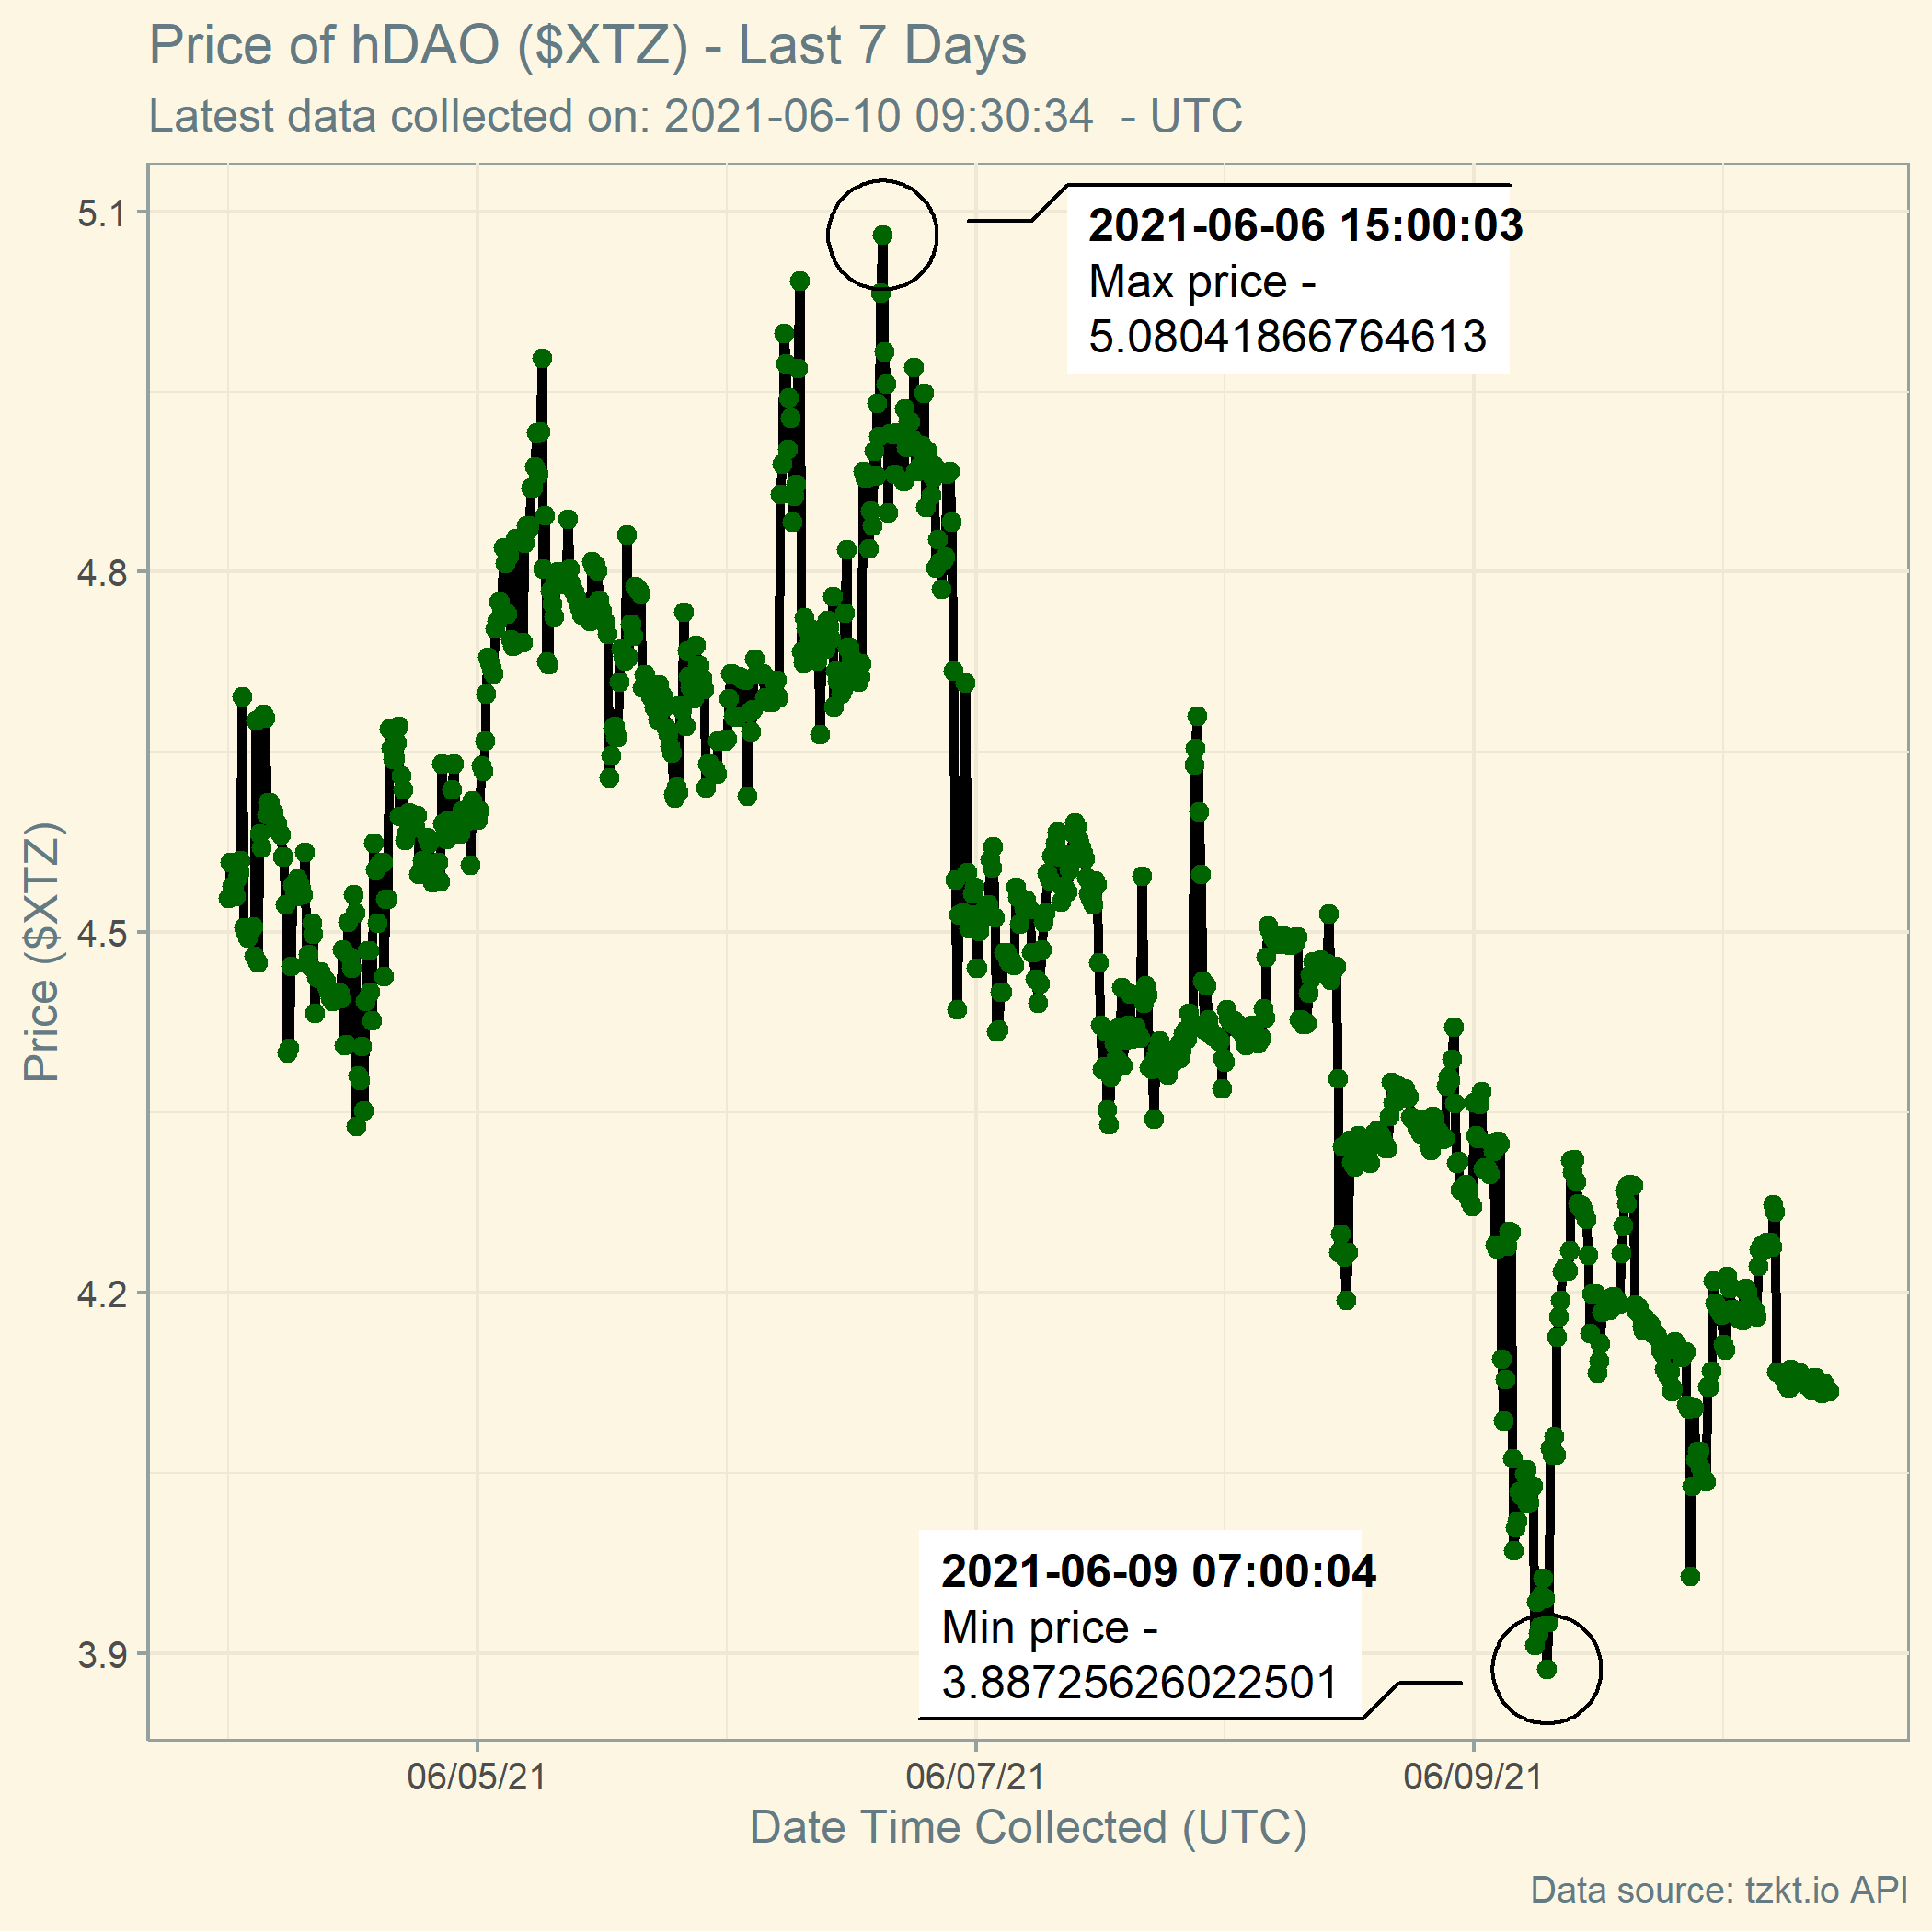 Price of hDAO ($XTZ) - Last 7 Days
Latest data collected on: 2021-06-10 09:30:34  - UTC
2021-06-06 15:00:03
Max price -
5.08041866764613
5.1
4.8
4.5
4.2
3.9
Price ($XTZ)
2021-06-09 07:00:04
Min price -
3.88725626022501
06/05/21
06/07/21
06/09/21
Date Time Collected (UTC)
Data source: tzkt.io API